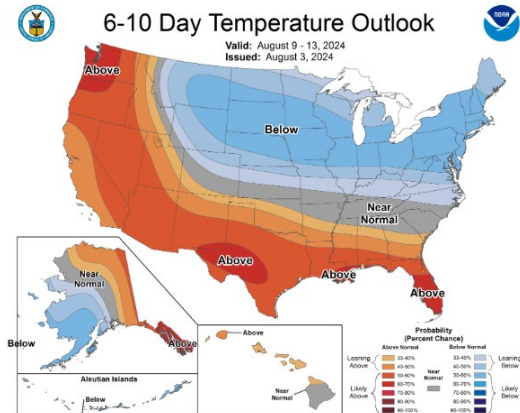 6-10 Day Temperature Outlook
NOAA
Valid: August 9 - 13, 2024
Issued: August 3, 2024
Above
Below
Near
Normal
Above
Above
Above
Near
Normal
Below
Above
Aleutian Islands
Below
Above
Near
Normal
Probability
(Percent Chance)
Above Normal
Below Normal
Leaning
Above
33-40%
40-50%
50-60%
Likely
Above
60-70%
70-80%
80-90%
90-100%
Near
Normal
33-40%
40-50%
50-60%
Leaning
Below
60-70%
70-80%
80-90%
90-100%
Likely
Below